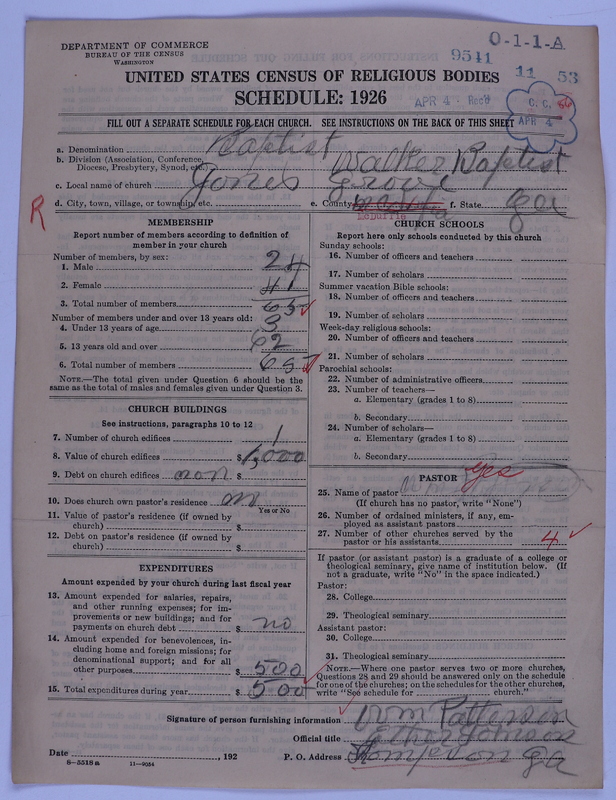 DEPARTMENT OF COMMERCE
BUREAU OF THE CENSUS
WASHINGTON
0-1-1-A
9541
11 53
UNITED STATES CENSUS OF RELIGIOUS BODIES
SCHEDULE: 1926
APR 4 Rec'd
C. C.
APR 4
FILL OUT A SEPARATE SCHEDULE FOR EACH CHURCH. SEE INSTRUCTIONS ON THE BACK OF THIS SHEET
a. Denomination Baptist
b. Division (Association, Conference, Diocese, Presbytery, Synod, etc.) Walker Baptist
c. Local name of church Jones Grove
d. City, town, village, or township, etc. e. County McDuffie f. State Ga
R
MEMBERSHIP
Report number of members according to definition of
member in your church
Number of members, by sex:
1. Male 24
2. Female 41
3. Total number of members 65
Number of members under and over 13 years old:
4. Under 13 years of age 3
5. 13 years old and over 62
6. Total number of members 65
NOTE.—The total given under Question 6 should be
same as the total of males and females given under Question 3.
CHURCH BUILDINGS
See instructions, paragraphs 10 to 12
7. Number of church edifices 1
8. Value of church edifices $ 1,000
9. Debt on church edifices non $
10. Does church own pastor's residence no
Yes or No
11. Value of pastor's residence (if owned by
church) $
12. Debt on pastor's residence (if owned by
church) $
EXPENDITURES
Amount expended by your church during last fiscal year
13. Amount expended for salaries, repairs,
and other running expenses; for im-
provements or new buildings; and for
payments on church debt $ no
14. Amount expended for benevolences, in-
cluding home and foreign missions; for
denominational support; and for all
other purposes $ 500
15. Total expenditures during year $ 500
CHURCH SCHOOLS
Report here only schools conducted by this church
Sunday schools:
16. Number of officers and teachers
17. Number of scholars
Summer vacation Bible schools:
18. Number of officers and teachers
19. Number of scholars
Week-day religious schools:
20. Number of officers and teachers
21. Number of scholars
Parochial schools:
22. Number of administrative officers
23. Number of teachers—
a. Elementary (grades 1 to 8)
b. Secondary
24. Number of scholars—
a. Elementary (grades 1 to 8)
b. Secondary
PASTOR
25. Name of pastor yes
(If church has no pastor, write "None")
26. Number of ordained ministers, if any, em-
ployed as assistant pastors
27. Number of other churches served by the
pastor or his assistants 4
If pastor (or assistant pastor) is a graduate of a college or
theological seminary, give name of institution below. (If
not a graduate, write "No" in the space indicated.)
Pastor:
28. College
29. Theological seminary
Assistant pastor:
30. College
31. Theological seminary
NOTE.—Where one pastor serves two or more churches,
Questions 28 and 29 should be answered only on the schedule
for one of the churches; on the schedules for the other churches,
write "See schedule for church."
Signature of person furnishing information Wm Patterson
Official title
Date , 192 P. O. Address Ga
8—5518 a 11—9034